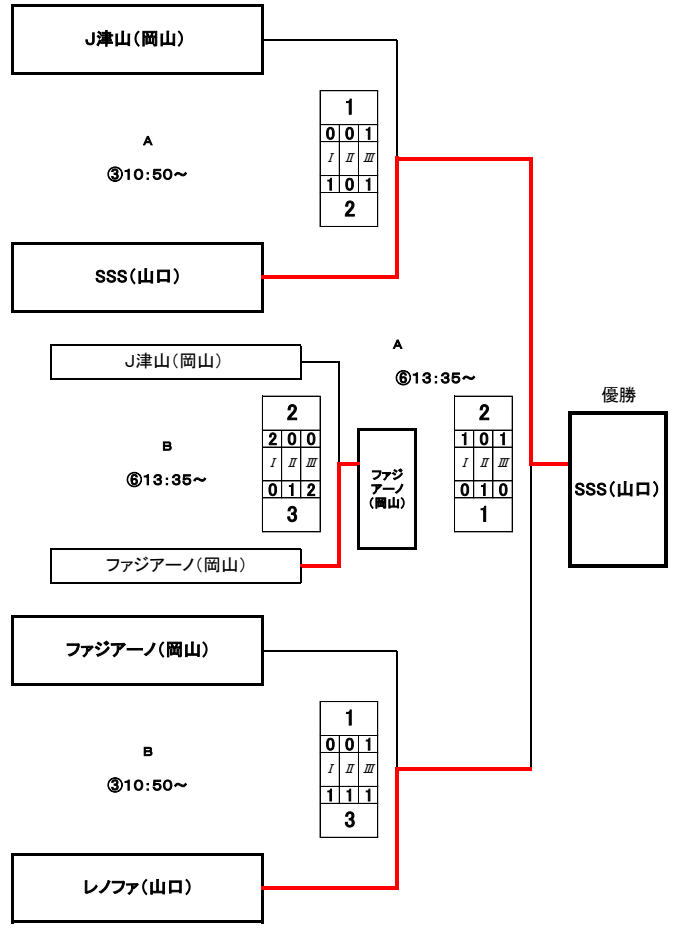 J津山(岡山)
1
0 0 1
A
Ⅰ Ⅱ Ⅲ
③10:50~
1 0 1
2
SSS(山口)
A
J津山(岡山)
⑥13:35~
優勝
2
2 0 0
B
Ⅰ Ⅱ Ⅲ
⑥13:35~
0 1 2
3
ファジ
アーノ
(岡山)
2
1 0 1
Ⅰ Ⅱ Ⅲ
0 1 0
1
SSS(山口)
ファジアーノ(岡山)
ファジアーノ(岡山)
1
0 0 1
B
Ⅰ Ⅱ Ⅲ
③10:50~
1 1 1
3
レノファ(山口)